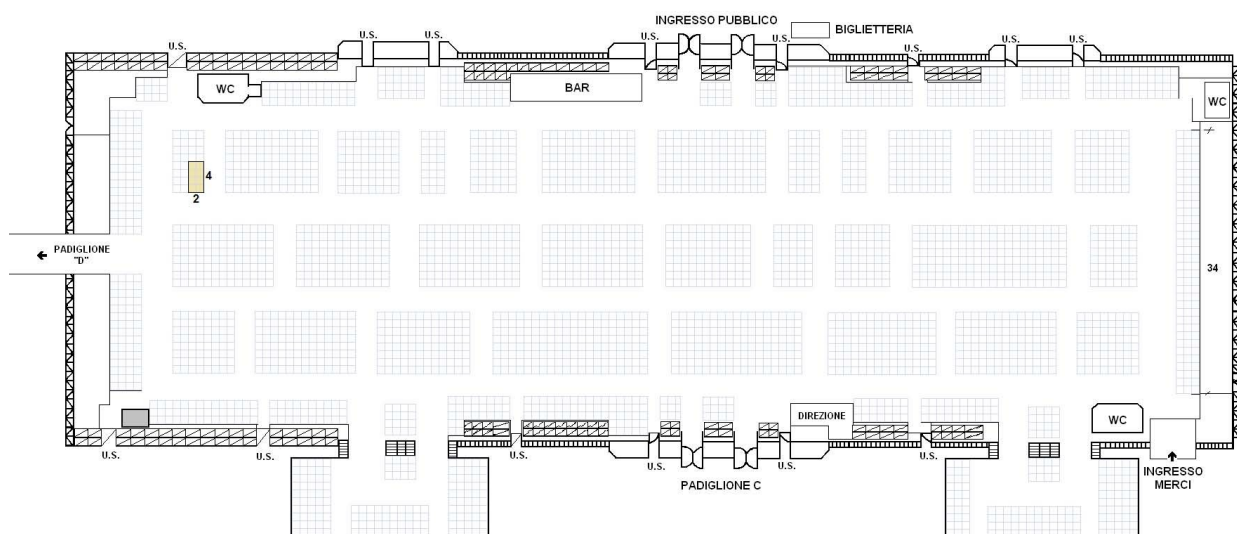 INGRESSO PUBBLICO
BIGLIETTERIA
U.S.
U.S.
U.S.
U.S.
U.S.
U.S.
U.S.
U.S.
WC
BAR
WC
4
2
PADIGLIONE
"D"
34
DIREZIONE
WC
U.S.
U.S.
U.S.
U.S.
U.S.
U.S.
PADIGLIONE C
INGRESSO
MERCI